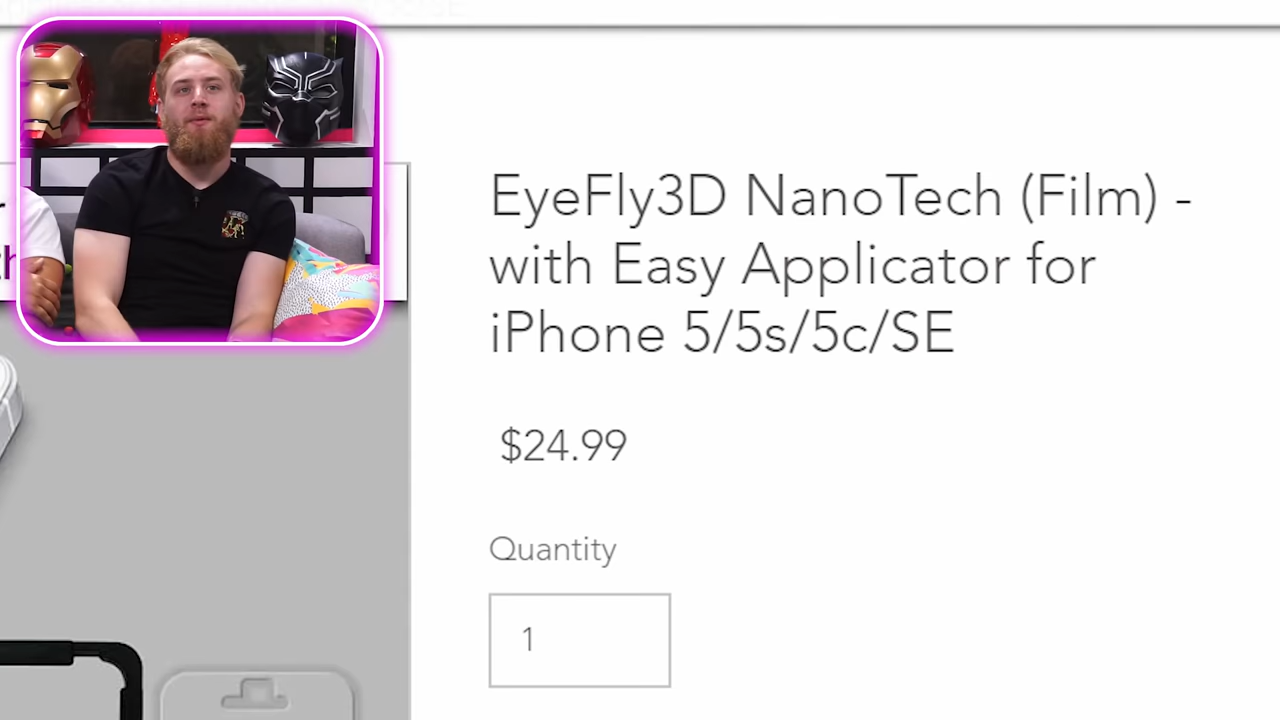 EyeFly3D NanoTech (Film) -
with Easy Applicator for
iPhone 5/5s/5c/SE
$24.99
Quantity
1